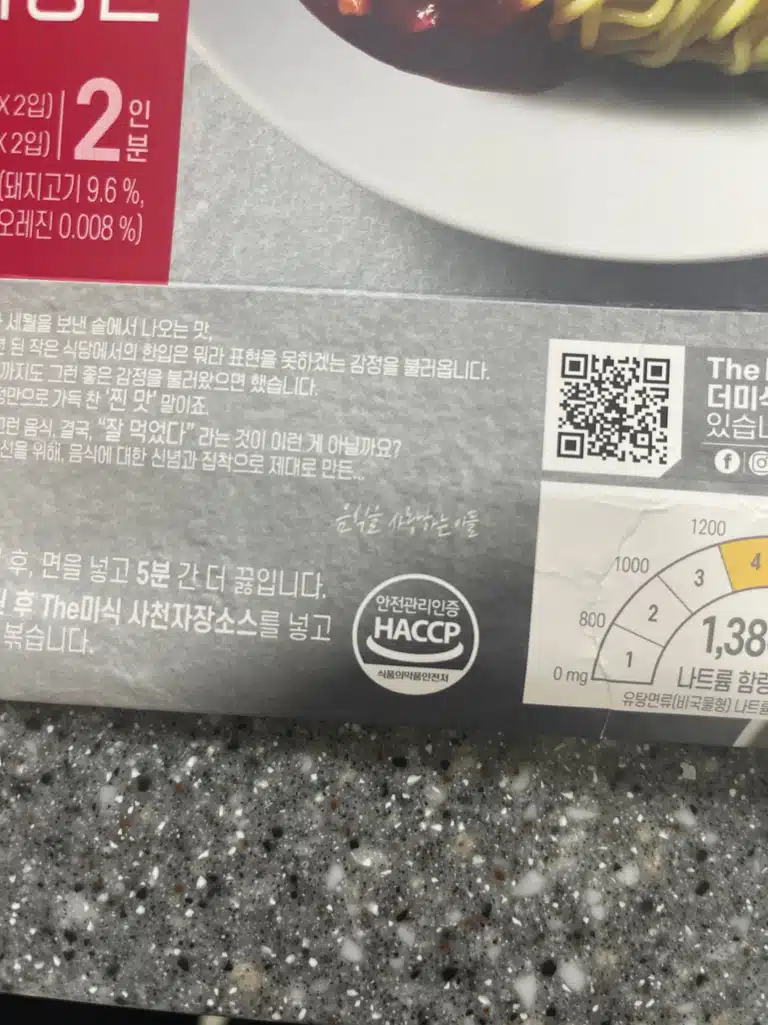 X2입)
X2입)
2인분
(돼지고기 9.6 %,
오레진 0.008 %)
세월을 보낸 솥에서 나오는 맛,
된 작은 식당에서의 한입은 뭐라 표현을 못하겠는 감정을 불러옵니다.
까지도 그런 좋은 감정을 불러왔으면 했습니다.
가득 찬 '찐 맛' 말이죠.
그런 음식, 결국, "잘 먹었다" 라는 것이 이런 게 아닐까요?
위해, 음식에 대한 신념과 집착으로 제대로 만든...
음식을 사랑하는 이들
후, 면을 넣고 5분 간 더 끓입니다.
후 The미식 사천자장소스를 넣고
볶습니다.
안전관리인증
HACCP
식품의약품안전처
The
더미식
있습니
1200
1000
800
0 mg
1
2
3
4
1,38
나트륨 함량
유탕면류(비국물형) 나트륨